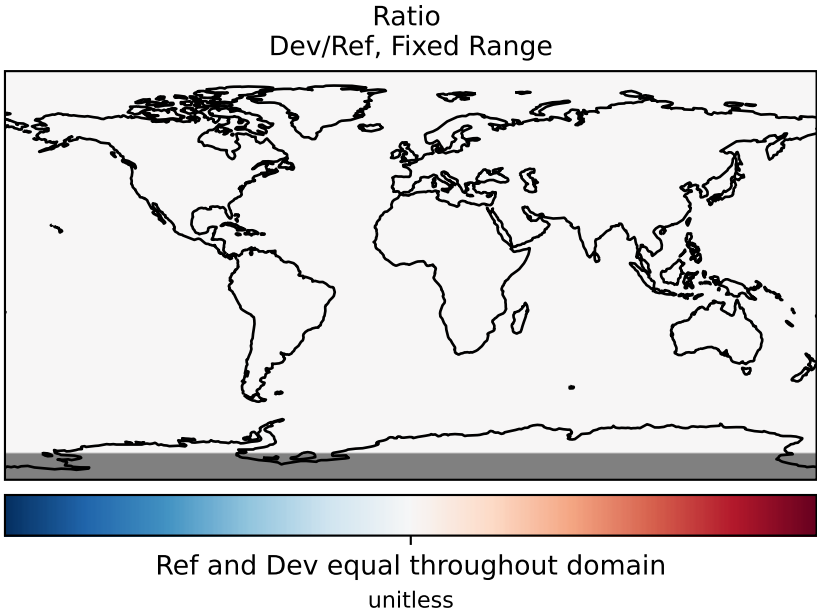 Ratio
Dev/Ref, Fixed Range
Ref and Dev equal throughout domain
unitless